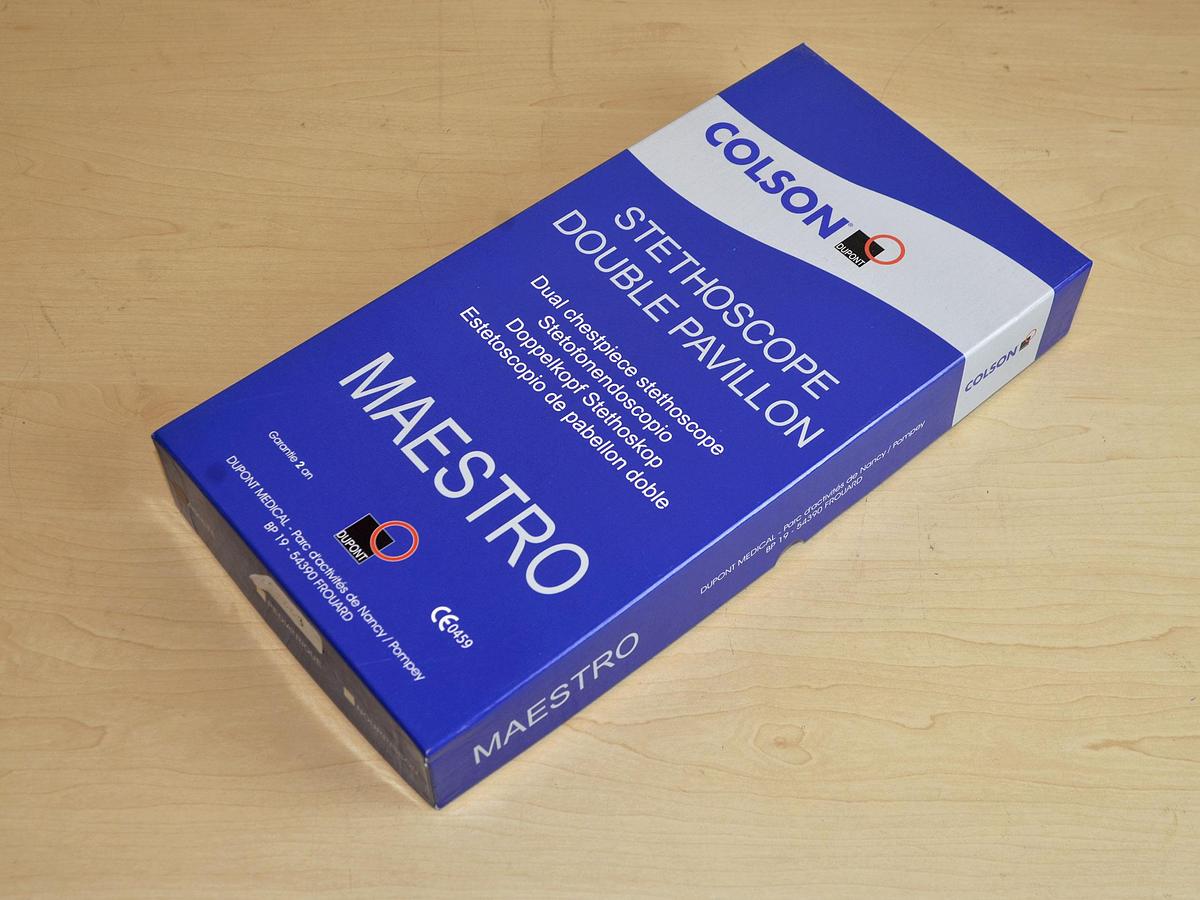 COLSON®
DUPONT
STETHOSCOPE
DOUBLE PAVILLON
Dual chestpiece stethoscope
Stetofonendoscopio
Doppelkopf Stethoskop
Estetoscopio de pabellon doble
MAESTRO
Garantie 2 an
DUPONT
CE0459
DUPONT MEDICAL - Parc d'activités de Nancy / Pompey
BP 19 - 54390 FROUARD
COLSON
DUPONT MEDICAL - Parc d'activités de Nancy / Pompey
BP 19 - 54390 FROUARD
MAESTRO